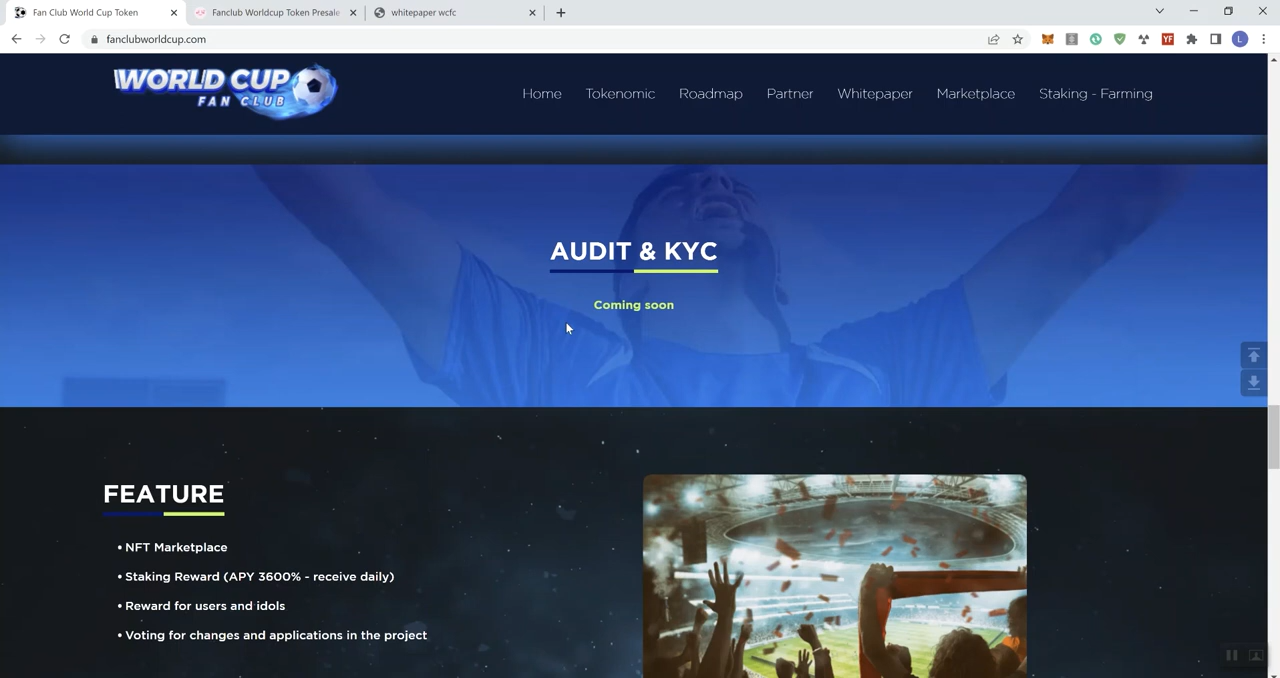 Fan Club World Cup Token
Fanclub Worldcup Token Presale
whitepaper wcfc
fanclubworldcup.com
YF
L
WORLD CUP
FAN CLUB
Home
Tokenomic
Roadmap
Partner
Whitepaper
Marketplace
Staking - Farming
AUDIT & KYC
Coming soon
FEATURE
• NFT Marketplace
• Staking Reward (APY 3600% - receive daily)
• Reward for users and idols
• Voting for changes and applications in the project